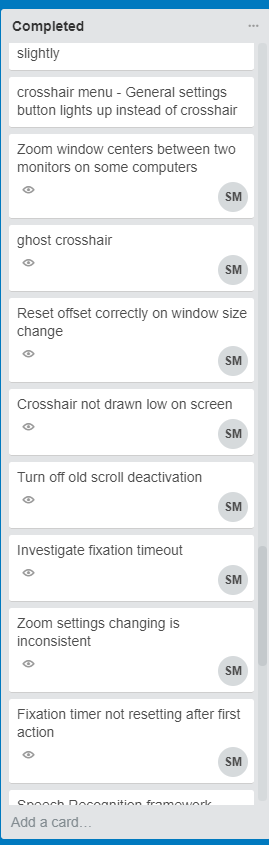 Completed
slightly
crosshair menu - General settings
button lights up instead of crosshair
Zoom window centers between two
monitors on some computers
SM
ghost crosshair
SM
Reset offset correctly on window size
change
SM
Crosshair not drawn low on screen
SM
Turn off old scroll deactivation
SM
Investigate fixation timeout
SM
Zoom settings changing is
inconsistent
SM
Fixation timer not resetting after first
action
SM
Speech Recognition framework
Add a card…